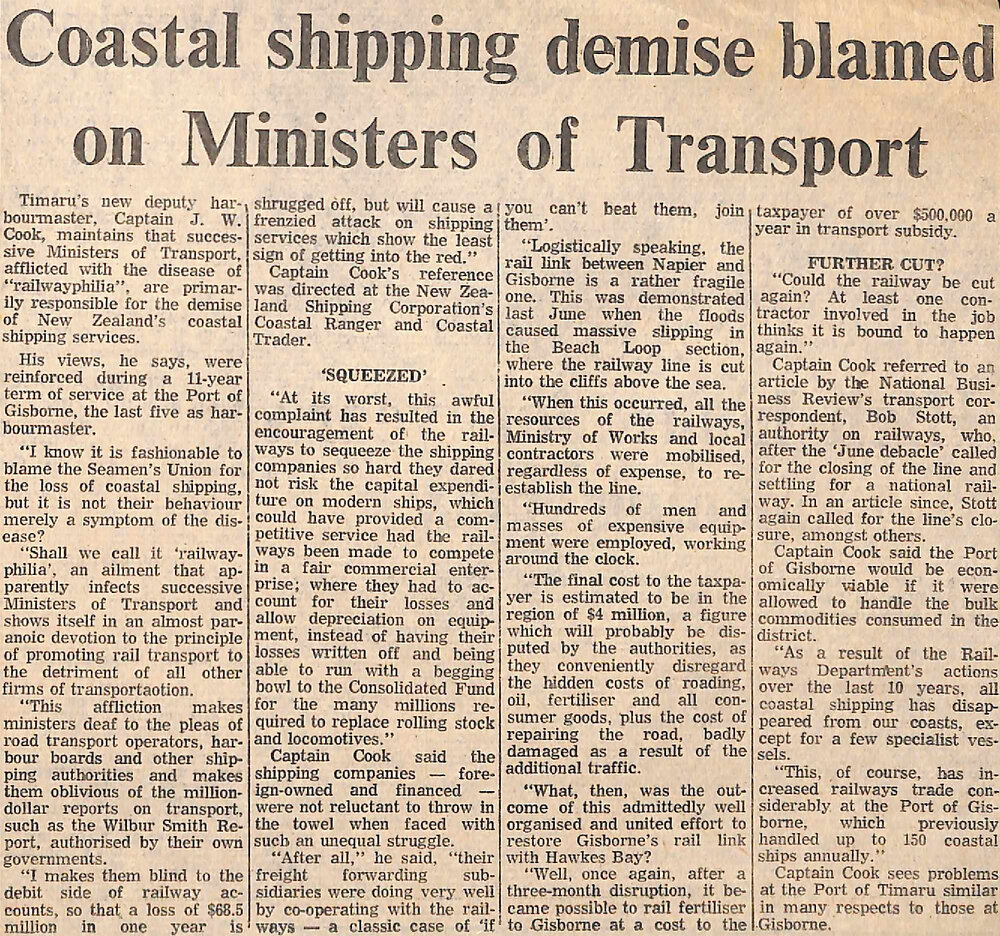 Coastal shipping demise blamed
on Ministers of Transport
Timaru's new deputy har-
bourmaster, Captain J. W.
Cook, maintains that succes-
sive Ministers of Transport,
afflicted with the disease of
"railwayphilia", are primar-
ily responsible for the demise
of New Zealand's coastal
shipping services.
His views, he says, were
reinforced during a 11-year
term of service at the Port of
Gisborne, the last five as har-
bourmaster.
"I know it is fashionable to
blame the Seamen's Union for
the loss of coastal shipping,
but it is not their behaviour
merely a symptom of the dis-
ease?
"Shall we call it 'railway-
philia', an ailment that ap-
parently infects successive
Ministers of Transport and
shows itself in an almost par-
anoic devotion to the principle
of promoting rail transport to
the detriment of all other
firms of transportaotion.
"This affliction makes
ministers deaf to the pleas of
road transport operators, har-
bour boards and other ship-
ping authorities and makes
them oblivious of the million-
dollar reports on transport,
such as the Wilbur Smith Re-
port, authorised by their own
governments.
"I makes them blind to the
debit side of railway ac-
counts, so that a loss of $68.5
million in one year is
shrugged off, but will cause a
frenzied attack on shipping
services which show the least
sign of getting into the red."
Captain Cook's reference
was directed at the New Zea-
land Shipping Corporation's
Coastal Ranger and Coastal
Trader.
'SQUEEZED'
"At its worst, this awful
complaint has resulted in the
encouragement of the rail-
ways to sequeeze the shipping
companies so hard they dared
not risk the capital expendi-
ture on modern ships, which
could have provided a com-
petitive service had the rail-
ways been made to compete
in a fair commercial enter-
prise; where they had to ac-
count for their losses and
allow depreciation on equip-
ment, instead of having their
losses written off and being
able to run with a begging
bowl to the Consolidated Fund
for the many millions re-
quired to replace rolling stock
and locomotives."
Captain Cook said the
shipping companies — fore-
ign-owned and financed —
were not reluctant to throw in
the towel when faced with
such an unequal struggle.
"After all," he said, "their
freight forwarding sub-
sidiaries were doing very well
by co-operating with the rail-
ways — a classic case of 'if
you can't beat them, join
them'.
"Logistically speaking, the
rail link between Napier and
Gisborne is a rather fragile
one. This was demonstrated
last June when the floods
caused massive slipping in
the Beach Loop section,
where the railway line is cut
into the cliffs above the sea.
"When this occurred, all the
resources of the railways,
Ministry of Works and local
contractors were mobilised,
regardless of expense, to re-
establish the line.
"Hundreds of men and
masses of expensive equip-
ment were employed, working
around the clock.
"The final cost to the taxpa-
yer is estimated to be in the
region of $4 million, a figure
which will probably be dis-
puted by the authorities, as
they conveniently disregard
the hidden costs of roading,
oil, fertiliser and all con-
sumer goods, plus the cost of
repairing the road, badly
damaged as a result of the
additional traffic.
"What, then, was the out-
come of this admittedly well
organised and united effort to
restore Gisborne's rail link
with Hawkes Bay?
"Well, once again, after a
three-month disruption, it be-
came possible to rail fertiliser
to Gisborne at a cost to the
taxpayer of over $500,000 a
year in transport subsidy.
FURTHER CUT?
"Could the railway be cut
again? At least one con-
tractor involved in the job
thinks it is bound to happen
again."
Captain Cook referred to an
article by the National Busi-
ness Review's transport cor-
respondent, Bob Stott, an
authority on railways, who,
after the 'June debacle' called
for the closing of the line and
settling for a national rail-
way. In an article since, Stott
again called for the line's clo-
sure, amongst others.
Captain Cook said the Port
of Gisborne would be econ-
omically viable if it were
allowed to handle the bulk
commodities consumed in the
district.
"As a result of the Rail-
ways Department's actions
over the last 10 years, all
coastal shipping has disap-
peared from our coasts, ex-
cept for a few specialist ves-
sels.
"This, of course, has in-
creased railways trade con-
siderably at the Port of Gis-
borne, which previously
handled up to 150 coastal
ships annually."
Captain Cook sees problems
at the Port of Timaru similar
in many respects to those at
Gisborne.